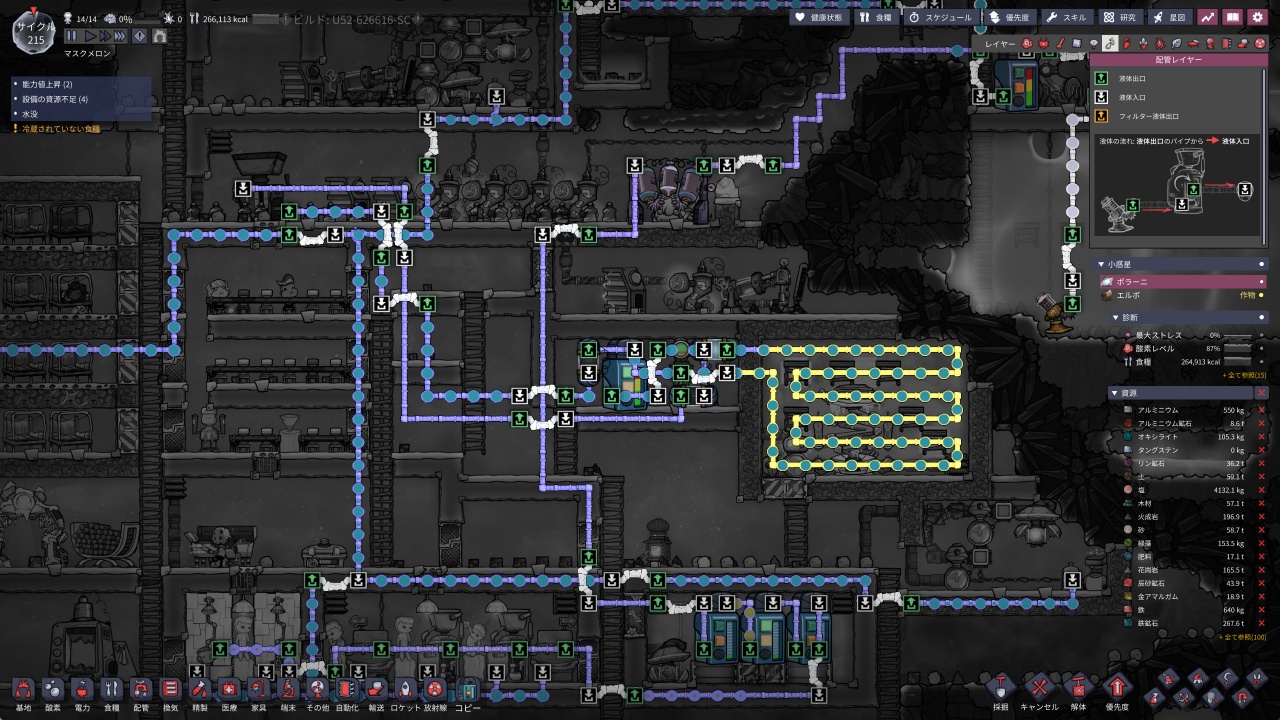 サイクル
215
14/14
0%
0
266,113 kcal
! ビルド: U52-626616-SC !
マスクメロン
健康状態
食糧
スケジュール
優先度
スキル
研究
星図
• 能力値上昇 (2)
• 設備の資源不足 (4)
• 水没
! 冷蔵されていない食糧
レイヤー
配管レイヤー
液体出口
液体入口
フィルター液体出口
液体の流れ: 液体出口のパイプから → 液体入口
▼ 小惑星
ボラーニ
エルボ 作物
▼ 診断
最大ストレス 0%
酸素レベル 87%
食糧 264,913 kcal
+ 全て参照(15)
▼ 資源
アルミニウム 550 kg
アルミニウム鉱石 8.6 t
オキシライト 105.3 kg
タングステン 0 kg
リン鉱石 36.2 t
土 59.1 t
塩 4132.1 kg
木材 57.1 t
火成岩 196.9 t
砂 58.7 t
緑藻 153.5 kg
肥料 17.1 t
花崗岩 165.5 t
辰砂鉱石 43.9 t
金アマルガム 18.9 t
鉄 640 kg
鉄鉱石 267.6 t
+ 全て参照(100)
基地
酸素
電力
食料
配管
換気
精製
医療
家具
端末
その他
自動化
輸送
ロケット
放射線
コピー
採掘
キャンセル
解体
優先度